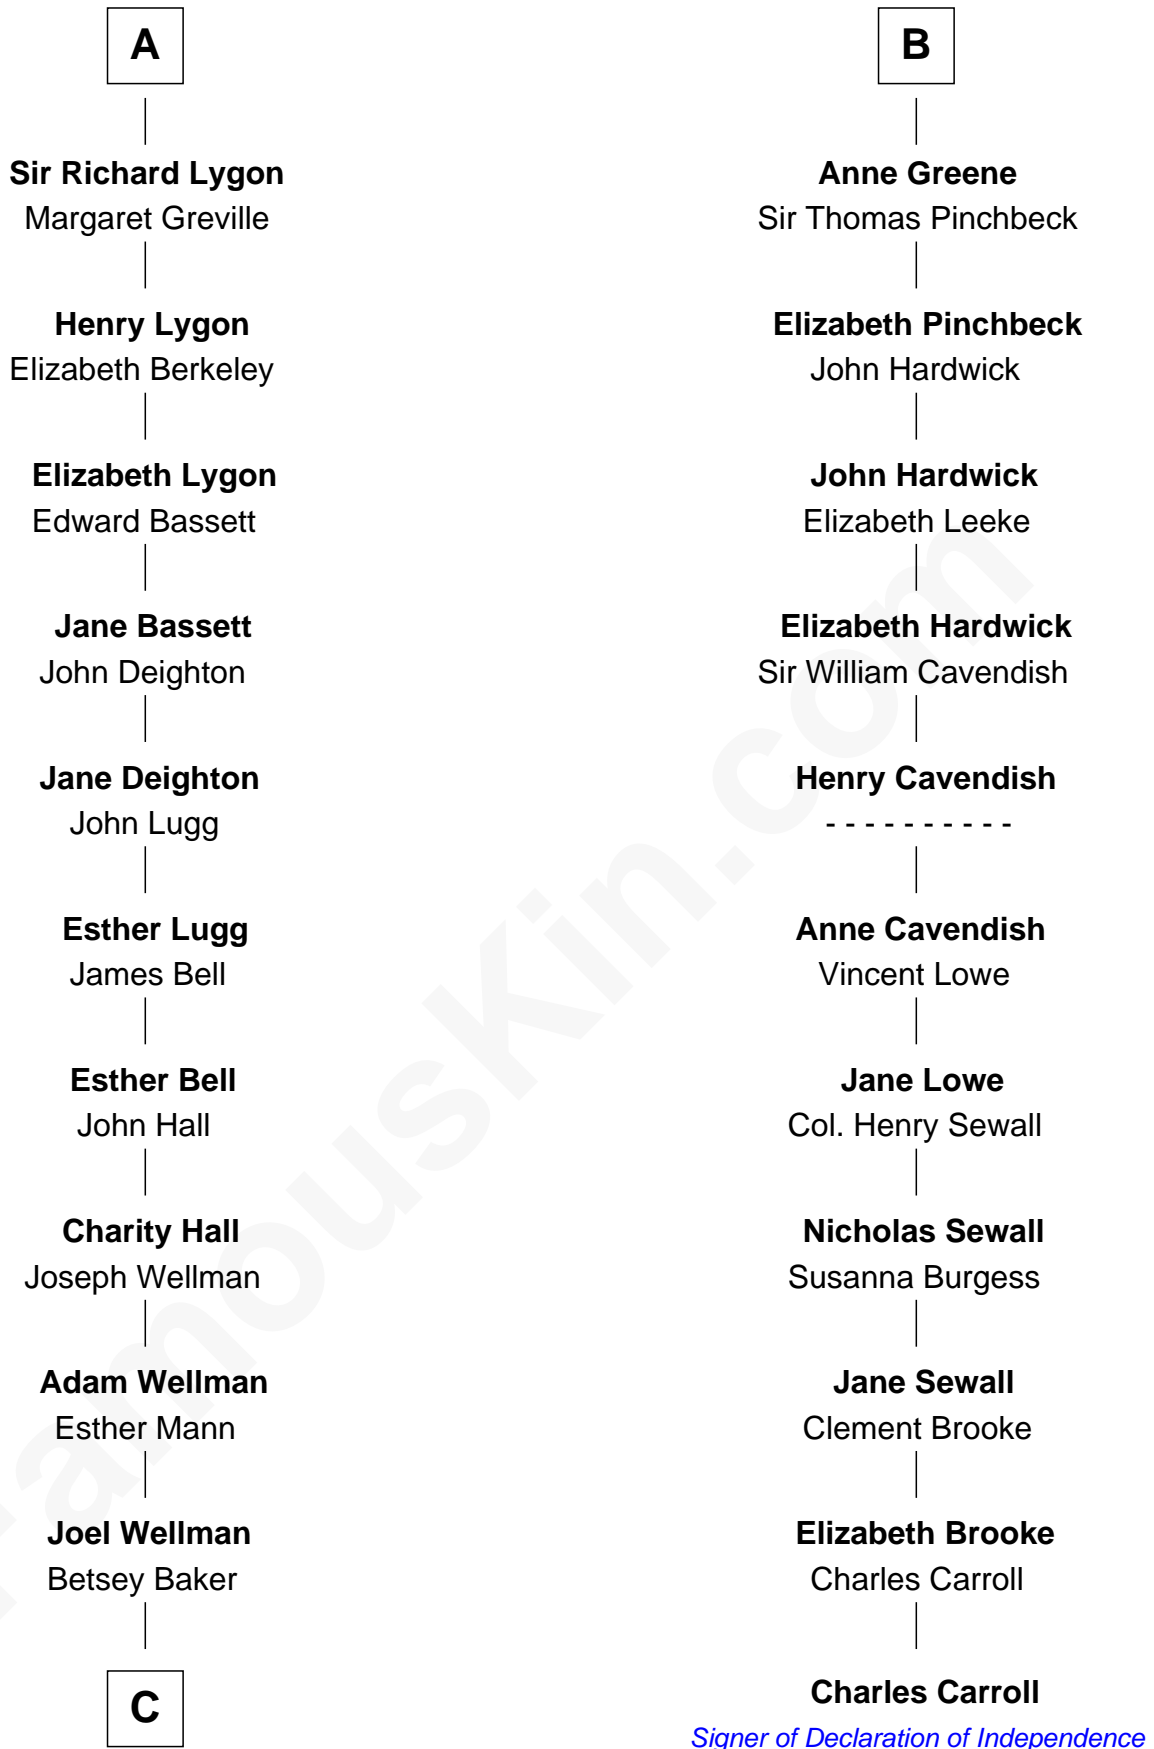 A
Sir Richard Lygon
Margaret Greville
Henry Lygon
Elizabeth Berkeley
Elizabeth Lygon
Edward Bassett
Jane Bassett
John Deighton
Jane Deighton
John Lugg
Esther Lugg
James Bell
Esther Bell
John Hall
Charity Hall
Joseph Wellman
Adam Wellman
Esther Mann
Joel Wellman
Betsey Baker
C
B
Anne Greene
Sir Thomas Pinchbeck
Elizabeth Pinchbeck
John Hardwick
John Hardwick
Elizabeth Leeke
Elizabeth Hardwick
Sir William Cavendish
Henry Cavendish
- - - - - - - - - -
Anne Cavendish
Vincent Lowe
Jane Lowe
Col. Henry Sewall
Nicholas Sewall
Susanna Burgess
Jane Sewall
Clement Brooke
Elizabeth Brooke
Charles Carroll
Charles Carroll
Signer of Declaration of Independence
FamousKin.com